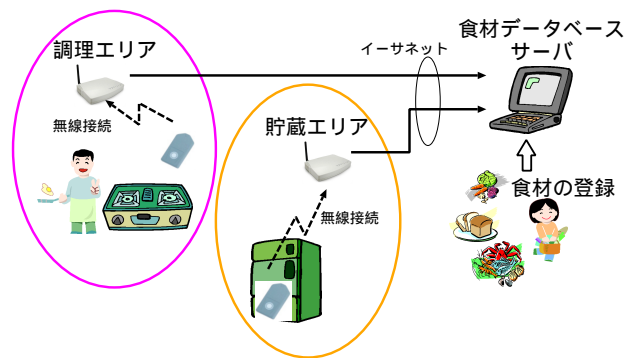 調理エリア
無線接続
貯蔵エリア
無線接続
イーサネット
食材データベース
サーバ
食材の登録